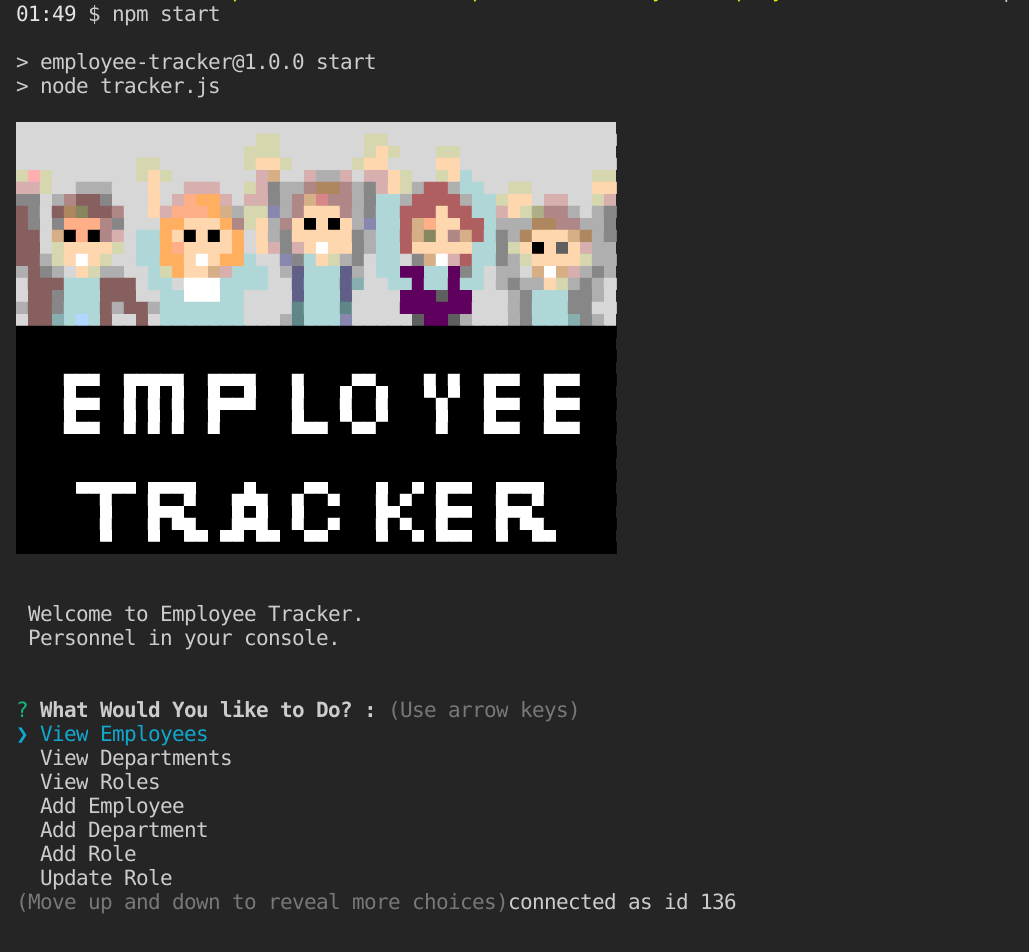 01:49 $ npm start
> employee-tracker@1.0.0 start
> node tracker.js
EMPLOYEE
TRACKER
Welcome to Employee Tracker.
Personnel in your console.
? What Would You like to Do? : (Use arrow keys)
❯ View Employees
View Departments
View Roles
Add Employee
Add Department
Add Role
Update Role
(Move up and down to reveal more choices)connected as id 136